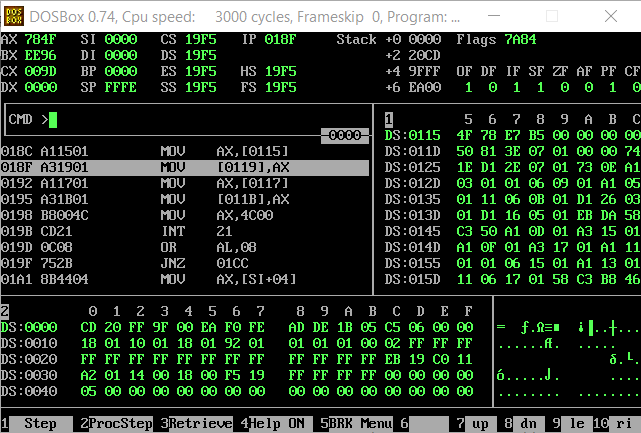 DOSBox 0.74, Cpu speed: 3000 cycles, Frameskip 0, Program: ...
AX 784F SI 0000 CS 19F5 IP 018F Stack +0 0000 Flags 7A84
BX EE96 DI 0000 DS 19F5 +2 20CD
CX 009D BP 0000 ES 19F5 HS 19F5 +4 9FFF OF DF IF SF ZF AF PF CF
DX 0000 SP FFFE SS 19F5 FS 19F5 +6 EA00 1 0 1 1 0 0 1 0
CMD >
0000
1 5 6 7 8 9 A B C
DS:0115 4F 78 E7 B5 00 00 00 00
018C A11501 MOV AX,[0115] DS:011D 50 81 3E 07 01 00 00 74
018F A31901 MOV [0119],AX DS:0125 1E D1 2E 07 01 73 0E A1
0192 A11701 MOV AX,[0117] DS:012D 03 01 01 06 09 01 A1 05
0195 A31B01 MOV [011B],AX DS:0135 01 11 06 0B 01 D1 26 03
0198 B8004C MOV AX,4C00 DS:013D 01 D1 16 05 01 EB DA 58
019B CD21 INT 21 DS:0145 C3 50 A1 0D 01 A3 15 01
019D 0C08 OR AL,08 DS:014D A1 0F 01 A3 17 01 A1 11
019F 752B JNZ 01CC DS:0155 01 01 06 15 01 A1 13 01
01A1 8B4404 MOV AX,[SI+04] DS:015D 11 06 17 01 58 C3 B8 46
2 0 1 2 3 4 5 6 7 8 9 A B C D E F
DS:0000 CD 20 FF 9F 00 EA F0 FE AD DE 1B 05 C5 06 00 00
DS:0010 18 01 10 01 18 01 92 01 01 01 01 00 02 FF FF FF
DS:0020 FF FF FF FF FF FF FF FF FF FF FF FF EB 19 C0 11
DS:0030 A2 01 14 00 18 00 F5 19 FF FF FF FF 00 00 00 00
DS:0040 05 00 00 00 00 00 00 00 00 00 00 00 00 00 00 00
1 Step 2ProcStep 3Retrieve 4Help ON 5BRK Menu 6 7 up 8 dn 9 le 10 ri